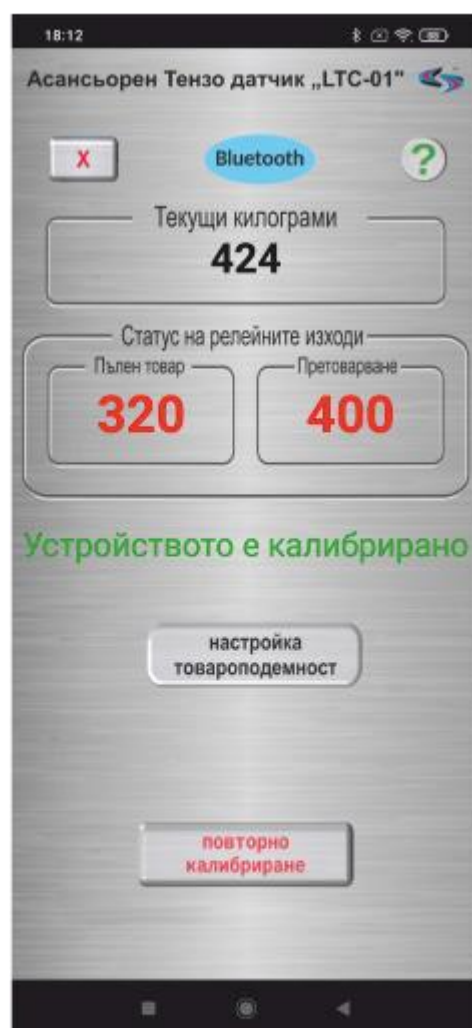 18:12
Асансьорен Тензо датчик „LTC-01"
X
Bluetooth
?
Текущи килограми
424
Статус на релейните изходи
Пълен товар
Претоварване
320
400
Устройството е калибрирано
настройка
товароподемност
повторно
калибриране